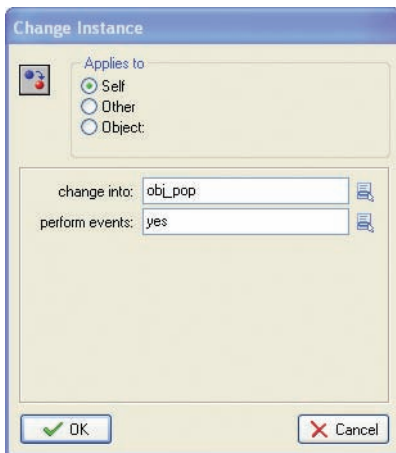 Change Instance
Applies to
Self
Other
Object:
change into: obj_pop
perform events: yes
OK Cancel